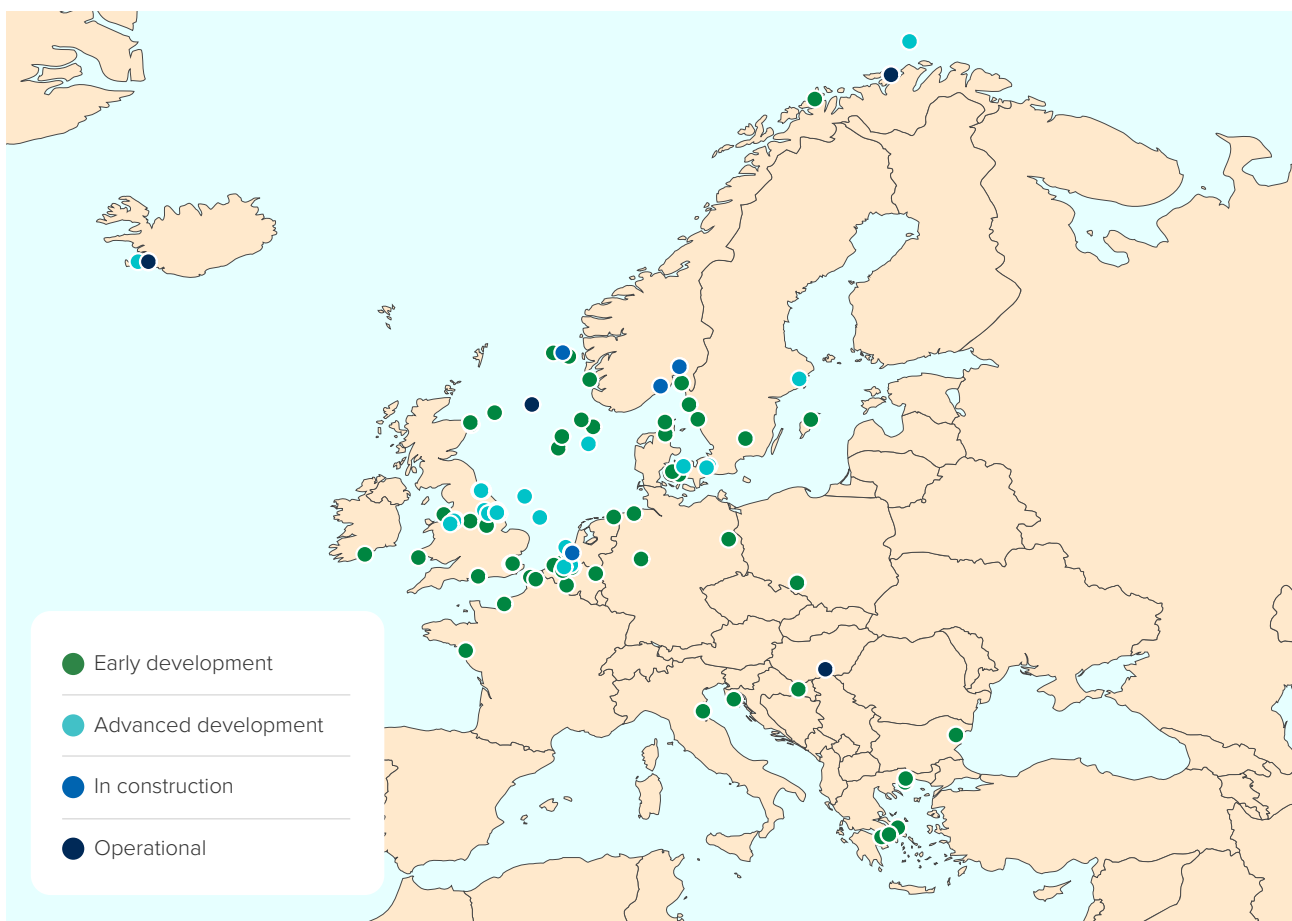 Early development
Advanced development
In construction
Operational